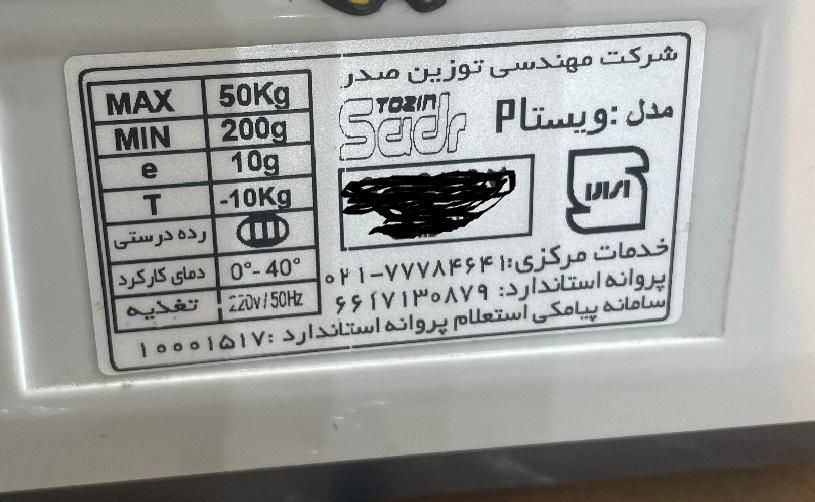 شرکت مهندسی توزین صدر
TOZIN
Sadr
مدل :ویستاP
MAX 50Kg
MIN 200g
e 10g
T -10Kg
رده درستی III
دمای کارکرد 0°-40°
تغذیه 220v/50Hz
خدمات مرکزی:۰۲۱-۷۷۷۸۴۶۴۱
پروانه استاندارد: ۶۶۱۷۱۳۰۸۷۹
سامانه پیامکی استعلام پروانه استاندارد :۱۰۰۰۱۵۱۷